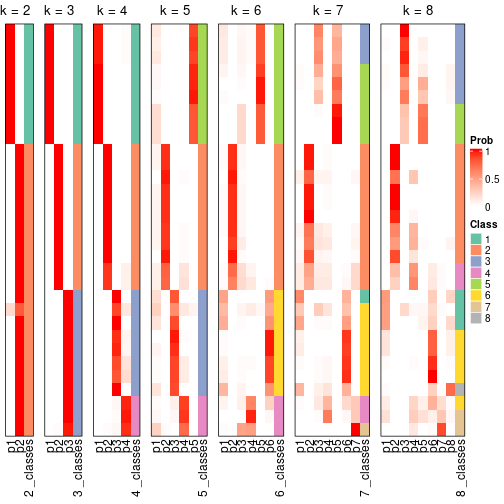 k = 2 k = 3 k = 4 k = 5 k = 6 k = 7 k = 8
Prob
1
0.5
0
Class
1
2
3
4
5
6
7
8
p1 p2 2_classes p1 p2 p3 3_classes p1 p2 p3 p4 4_classes p1 p2 p3 p4 p5 5_classes p1 p2 p3 p4 p5 p6 6_classes p1 p2 p3 p4 p5 p6 p7 7_classes p1 p2 p3 p4 p5 p6 p7 p8 8_classes